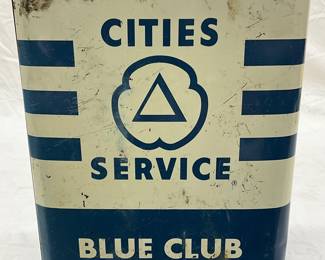 CITIES
SERVICE
®
BLUE CLUB